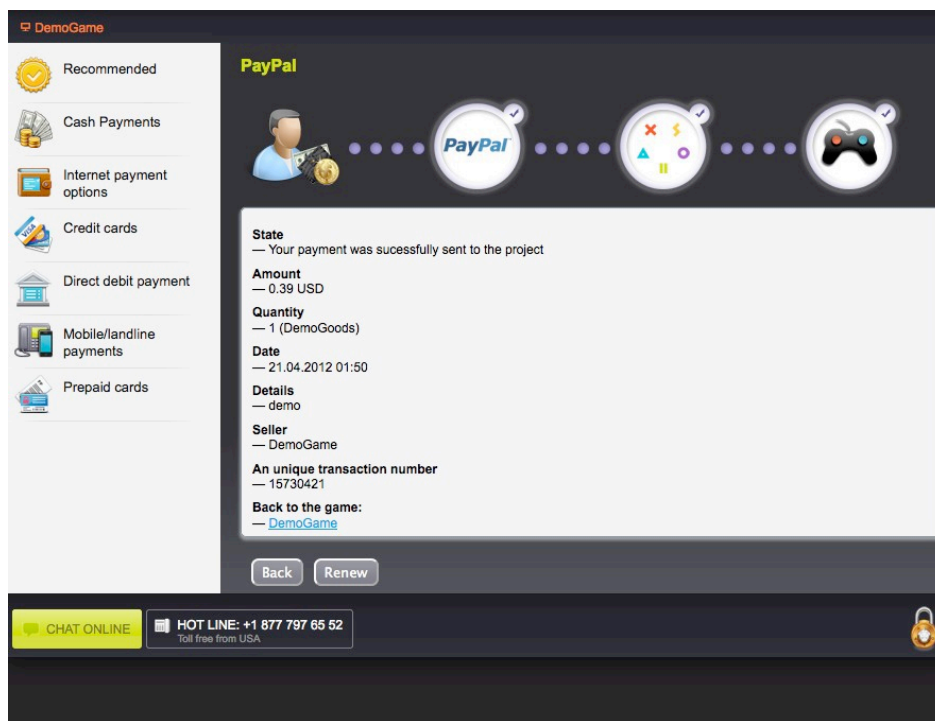 DemoGame
Recommended
Cash Payments
Internet payment
options
Credit cards
Direct debit payment
Mobile/landline
payments
Prepaid cards
PayPal
PayPal
State
— Your payment was sucessfully sent to the project
Amount
— 0.39 USD
Quantity
— 1 (DemoGoods)
Date
— 21.04.2012 01:50
Details
— demo
Seller
— DemoGame
An unique transaction number
— 15730421
Back to the game:
— DemoGame
Back
Renew
CHAT ONLINE
HOT LINE: +1 877 797 65 52
Toll free from USA